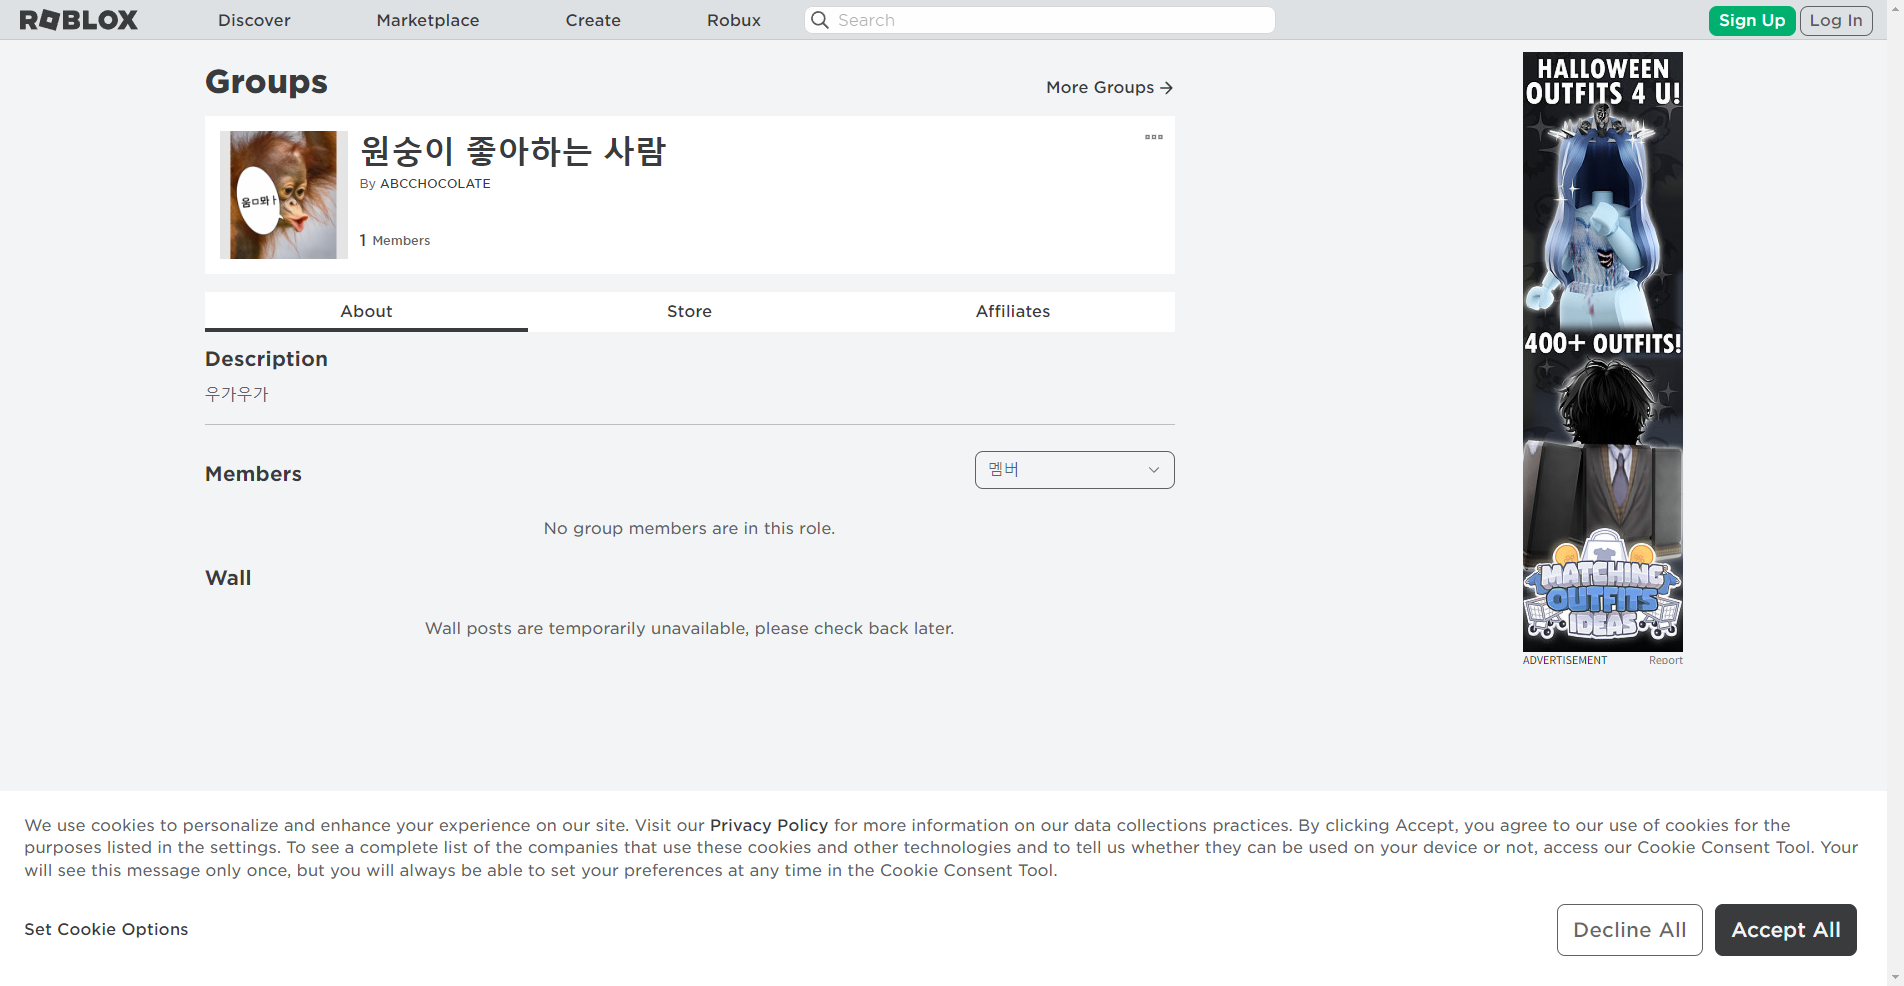 ROBLOX
Discover
Marketplace
Create
Robux
Search
Sign Up
Log In
Groups
More Groups
원숭이 좋아하는 사람
By ABCCHOCOLATE
1 Members
움ㅁ뫄ㅏ
About
Store
Affiliates
Description
우가우가
Members
멤버
No group members are in this role.
Wall
Wall posts are temporarily unavailable, please check back later.
HALLOWEEN
OUTFITS 4 U!
400+ OUTFITS!
MATCHING
OUTFITS
IDEAS
ADVERTISEMENT
Report
We use cookies to personalize and enhance your experience on our site. Visit our Privacy Policy for more information on our data collections practices. By clicking Accept, you agree to our use of cookies for the
purposes listed in the settings. To see a complete list of the companies that use these cookies and other technologies and to tell us whether they can be used on your device or not, access our Cookie Consent Tool. Your
will see this message only once, but you will always be able to set your preferences at any time in the Cookie Consent Tool.
Set Cookie Options
Decline All
Accept All